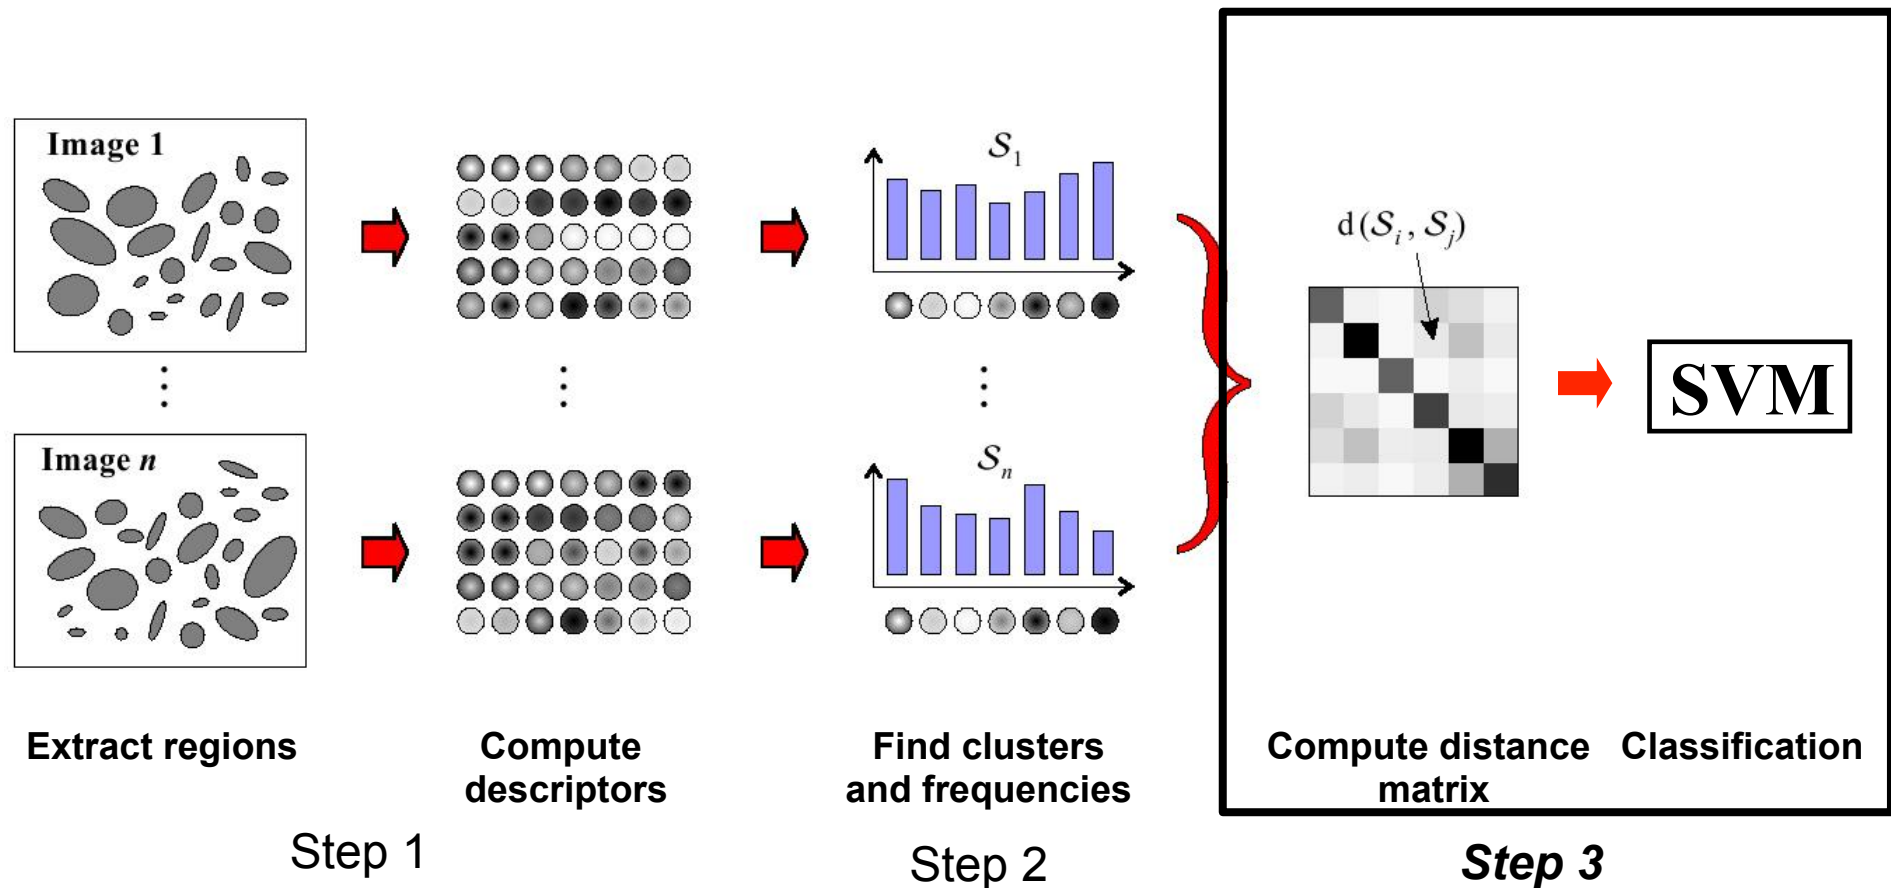 Image 1
S1
d(Si, Sj)
SVM
Image n
Sn
Extract regions
Compute
descriptors
Find clusters
and frequencies
Compute distance
matrix
Classification
Step 1
Step 2
Step 3